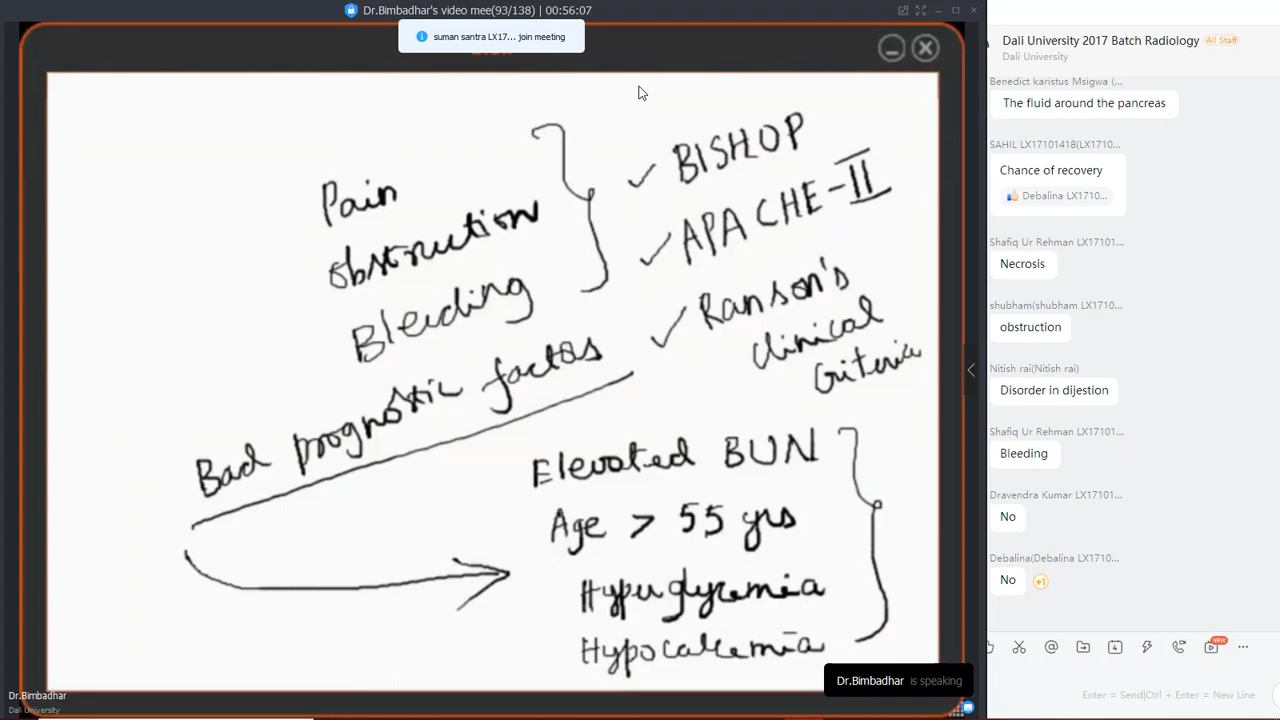 Dr.Bimbadhar's video mee(93/138) | 00:56:07
suman santra LX17... join meeting
Pain
obstruction
Bleeding
BISHOP
APACHE-II
Ranson's
Clinical
Criteria
Bad prognostic factos
Elevated BUN
Age > 55 yrs
Hypuglycemia
Hypocalcemia
Dr.Bimbadhar is speaking
Dr.Bimbadhar
Dali University
Dali University 2017 Batch Radiology All Staff
Dali University
Benedict karistus Msigwa (...
The fluid around the pancreas
SAHIL LX17101418(LX1710...
Chance of recovery
Debalina LX1710...
Shafiq Ur Rehman LX17101...
Necrosis
shubham(shubham LX1710...
obstruction
Nitish rai(Nitish rai)
Disorder in dijestion
Shafiq Ur Rehman LX17101...
Bleeding
Dravendra Kumar LX17101...
No
Debalina(Debalina LX1710...
No +1
NEW
Enter = Send|Ctrl + Enter = New Line